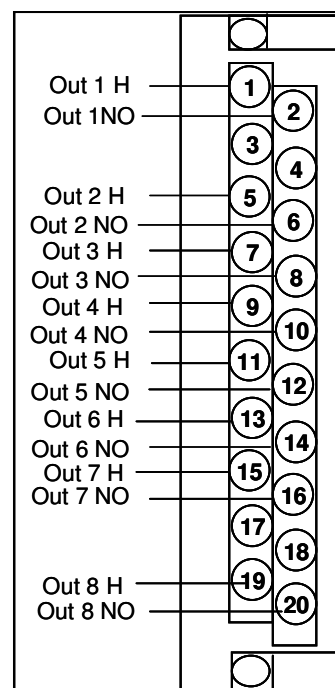 Out 1 H
1
Out 1NO
2
3
4
Out 2 H
5
Out 2 NO
6
Out 3 H
7
Out 3 NO
8
Out 4 H
9
Out 4 NO
10
Out 5 H
11
Out 5 NO
12
Out 6 H
13
Out 6 NO
14
Out 7 H
15
Out 7 NO
16
17
18
Out 8 H
19
Out 8 NO
20